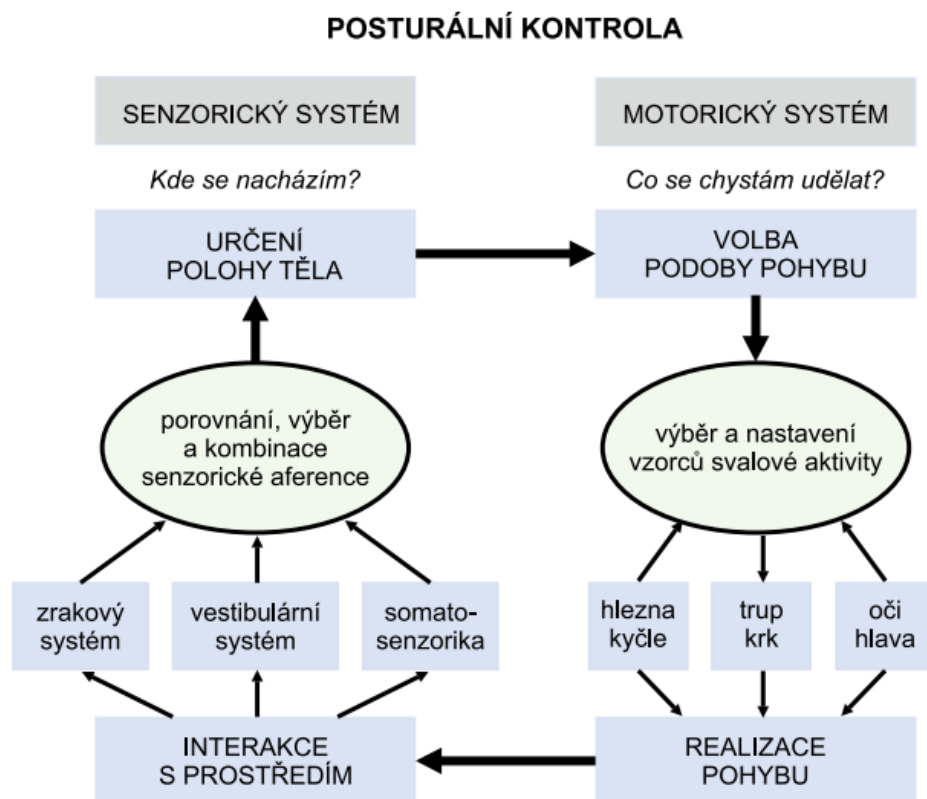 POSTURÁLNÍ KONTROLA
SENZORICKÝ SYSTÉM
MOTORICKÝ SYSTÉM
Kde se nacházím?
Co se chystám udělat?
URČENÍ
POLOHY TĚLA
VOLBA
PODOBY POHYBU
porovnání, výběr
a kombinace
senzorické aference
výběr a nastavení
vzorců svalové aktivity
zrakový
systém
vestibulární
systém
somato-
senzorika
hlezna
kyčle
trup
krk
oči
hlava
INTERAKCE
S PROSTŘEDÍM
REALIZACE
POHYBU